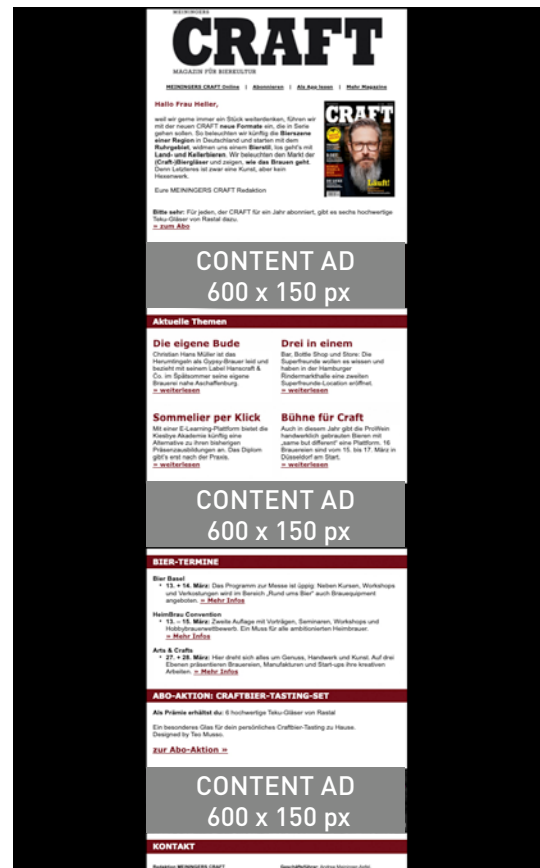 MEININGERS
CRAFT
MAGAZIN FÜR BIERKULTUR
MEININGERS CRAFT Online | Abonnieren | Als App lesen | Mehr Magazine
Hallo Frau Heller,
weil wir gerne immer ein Stück weiterdenken, führen wir
mit der neuen CRAFT neue Formate ein, die in Serie
gehen sollen. So beleuchten wir künftig die Bierszene
einer Region in Deutschland und starten mit dem
Ruhrgebiet, widmen uns einem Bierstil, los geht's mit
Land- und Kellerbieren. Wir beleuchten den Markt der
(Craft-)Biergläser und zeigen, wie das Brauen geht.
Denn Letzteres ist zwar eine Kunst, aber kein
Hexenwerk.
Eure MEININGERS CRAFT Redaktion
CRAFT
Läuft!
Bitte sehr: Für jeden, der CRAFT für ein Jahr abonniert, gibt es sechs hochwertige
Teku-Gläser von Rastal dazu.
» zum Abo
CONTENT AD
600 x 150 px
Aktuelle Themen
Die eigene Bude
Christian Hans Müller ist das
Herumtingeln als Gypsy-Brauer leid und
bezieht mit seinem Label Hanscraft &
Co. im Spätsommer seine eigene
Brauerei nahe Aschaffenburg.
» weiterlesen
Drei in einem
Bar, Bottle Shop und Store: Die
Superfreunde wollen es wissen und
haben in der Hamburger
Rindermarkthalle eine zweiten
Superfreunde-Location eröffnet.
» weiterlesen
Sommelier per Klick
Mit einer E-Learning-Plattform bietet die
Kiesbye Akademie künftig eine
Alternative zu ihren bisherigen
Präsenzausbildungen an. Das Diplom
gibt's erst nach der Praxis.
» weiterlesen
Bühne für Craft
Auch in diesem Jahr gibt die ProWein
handwerklich gebrauten Bieren mit
„same but different" eine Plattform. 16
Brauereien sind vom 15. bis 17. März in
Düsseldorf am Start.
» weiterlesen
CONTENT AD
600 x 150 px
BIER-TERMINE
Bier Basel
• 13. + 14. März: Das Programm zur Messe ist üppig: Neben Kursen, Workshops
und Verkostungen wird im Bereich „Rund ums Bier" auch Brauequipment
angeboten. » Mehr Infos
HeimBrau Convention
• 13. – 15. März: Zweite Auflage mit Vorträgen, Seminaren, Workshops und
Hobbybrauerwettbewerb. Ein Muss für alle ambitionierten Heimbrauer.
» Mehr Infos
Arts & Crafts
• 27. + 28. März: Hier dreht sich alles um Genuss, Handwerk und Kunst. Auf drei
Ebenen präsentieren Brauereien, Manufakturen und Start-ups ihre kreativen
Arbeiten. » Mehr Infos
ABO-AKTION: CRAFTBIER-TASTING-SET
Als Prämie erhältst du: 6 hochwertige Teku-Gläser von Rastal
Ein besonderes Glas für dein persönliches Craftbier-Tasting zu Hause.
Designed by Teo Musso.
zur Abo-Aktion »
CONTENT AD
600 x 150 px
KONTAKT
Redaktion MEININGERS CRAFT
Geschäftsführer: Andrea Meininger-Apfel